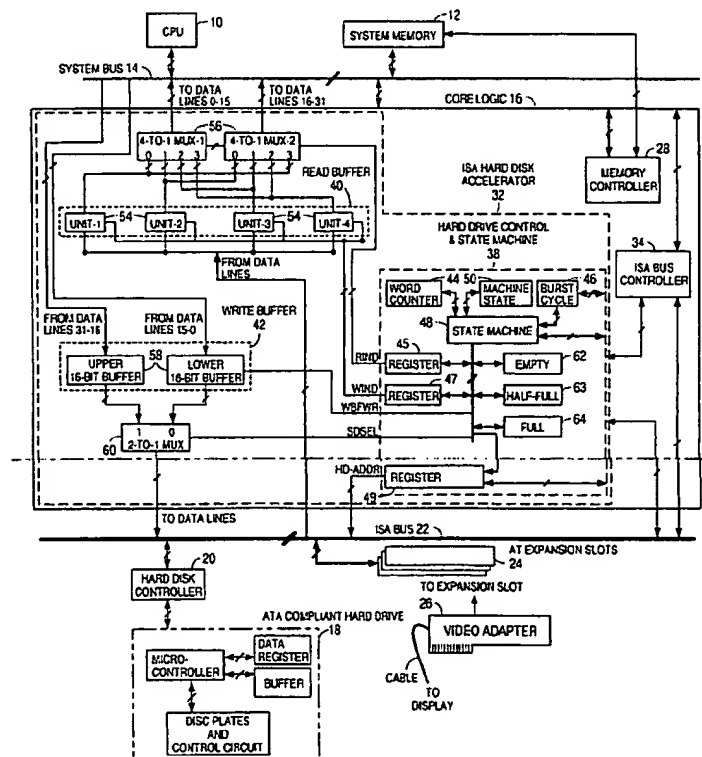 CPU
10
SYSTEM MEMORY
12
SYSTEM BUS 14
TO DATA
LINES 0-15
TO DATA
LINES 16-31
CORE LOGIC 16
56
4-TO-1 MUX-1
4-TO-1 MUX-2
0 1 2 3
0 1 2 3
READ BUFFER
40
UNIT-1
54
UNIT-2
UNIT-3
54
UNIT-4
MEMORY
CONTROLLER
28
ISA HARD DISK
ACCELERATOR
32
HARD DRIVE CONTROL
& STATE MACHINE
38
34
ISA BUS
CONTROLLER
FROM DATA
LINES
44
50
46
WORD
COUNTER
MACHINE
STATE
BURST
CYCLE
48
STATE MACHINE
FROM DATA
LINES 31-16
FROM DATA
LINES 15-0
WRITE BUFFER
42
UPPER
16-BIT BUFFER
58
LOWER
16-BIT BUFFER
RIND
45
REGISTER
EMPTY
62
WIND
47
REGISTER
HALF-FULL
63
WBFWR
FULL
64
1 0
2-TO-1 MUX
60
SDSEL
HD-ADDR
REGISTER
49
TO DATA LINES
ISA BUS 22
20
HARD DISK
CONTROLLER
AT EXPANSION SLOTS
24
TO EXPANSION SLOT
ATA COMPLIANT HARD DRIVE
18
26
VIDEO ADAPTER
MICRO-
CONTROLLER
DATA
REGISTER
BUFFER
CABLE
TO
DISPLAY
DISC PLATES
AND
CONTROL CIRCUIT